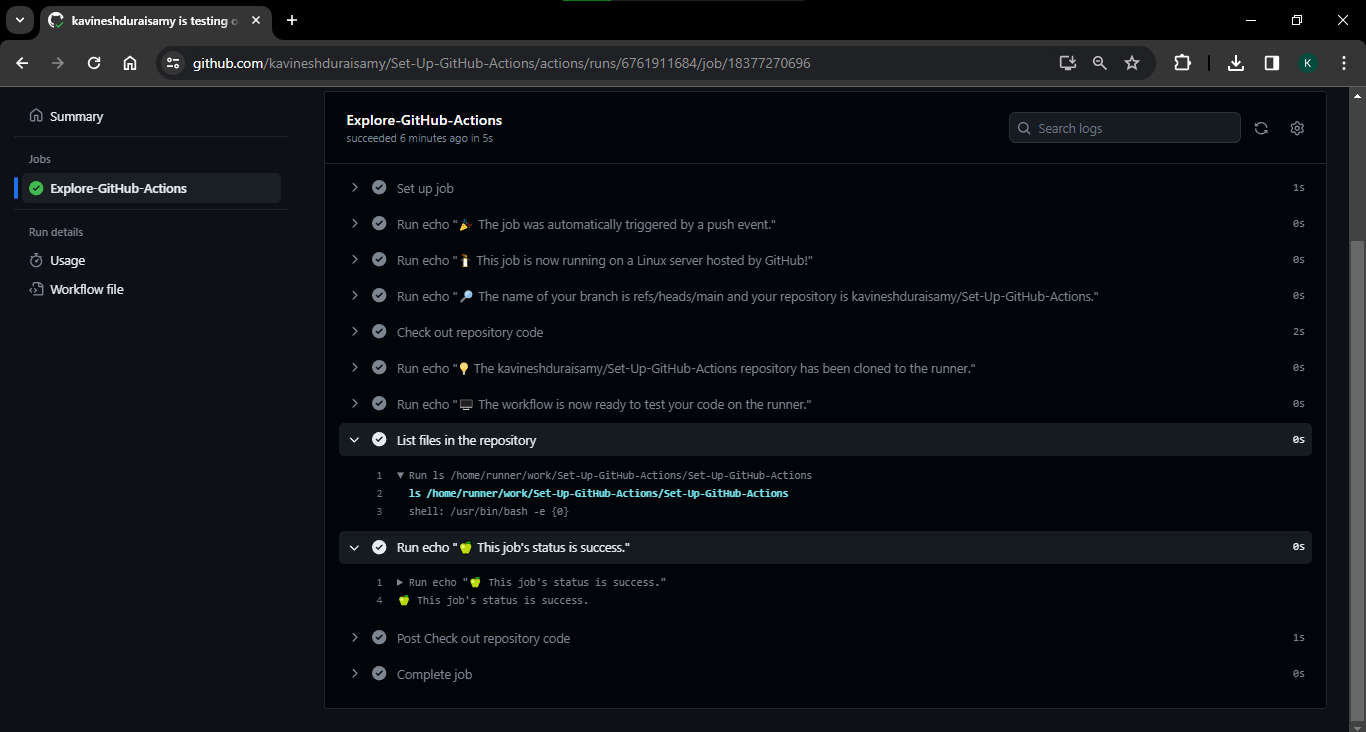 kavineshduraisamy is testing o
github.com/kavineshduraisamy/Set-Up-GitHub-Actions/actions/runs/6761911684/job/18377270696
K
Summary
Jobs
Explore-GitHub-Actions
Run details
Usage
Workflow file
Explore-GitHub-Actions
succeeded 6 minutes ago in 5s
Search logs
Set up job 1s
Run echo "🎉 The job was automatically triggered by a push event." 0s
Run echo "🐧 This job is now running on a Linux server hosted by GitHub!" 0s
Run echo "🔎 The name of your branch is refs/heads/main and your repository is kavineshduraisamy/Set-Up-GitHub-Actions." 0s
Check out repository code 2s
Run echo "💡 The kavineshduraisamy/Set-Up-GitHub-Actions repository has been cloned to the runner." 0s
Run echo "🖥️ The workflow is now ready to test your code on the runner." 0s
List files in the repository 0s
1 ▼ Run ls /home/runner/work/Set-Up-GitHub-Actions/Set-Up-GitHub-Actions
2 ls /home/runner/work/Set-Up-GitHub-Actions/Set-Up-GitHub-Actions
3 shell: /usr/bin/bash -e {0}
Run echo "🍏 This job's status is success." 0s
1 ▶ Run echo "🍏 This job's status is success."
4 🍏 This job's status is success.
Post Check out repository code 1s
Complete job 0s